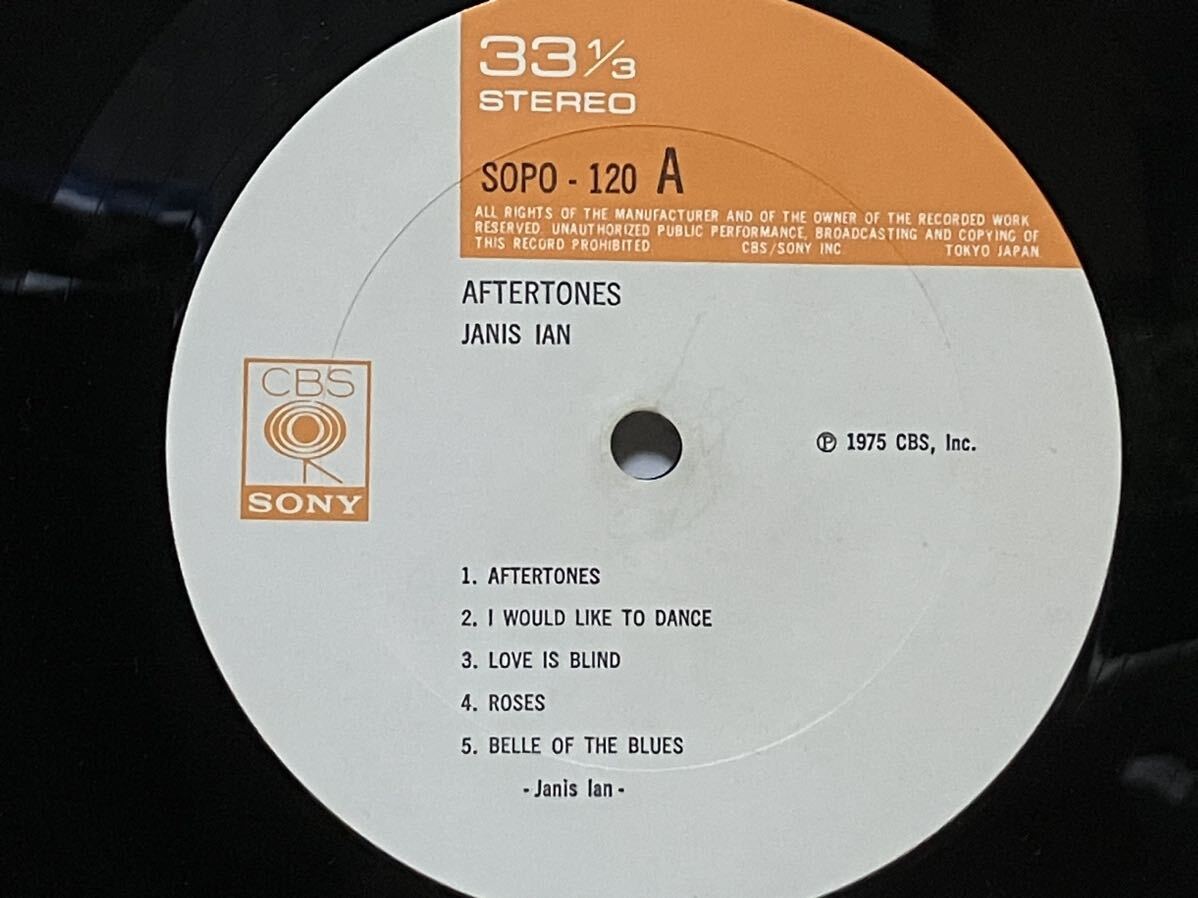 33 1/3
STEREO
SOPO - 120 A
ALL RIGHTS OF THE MANUFACTURER AND OF THE OWNER OF THE RECORDED WORK
RESERVED. UNAUTHORIZED PUBLIC PERFORMANCE, BROADCASTING AND COPYING OF
THIS RECORD PROHIBITED. CBS/SONY INC. TOKYO JAPAN
AFTERTONES
JANIS IAN
CBS
SONY
℗ 1975 CBS, Inc.
1. AFTERTONES
2. I WOULD LIKE TO DANCE
3. LOVE IS BLIND
4. ROSES
5. BELLE OF THE BLUES
- Janis Ian -